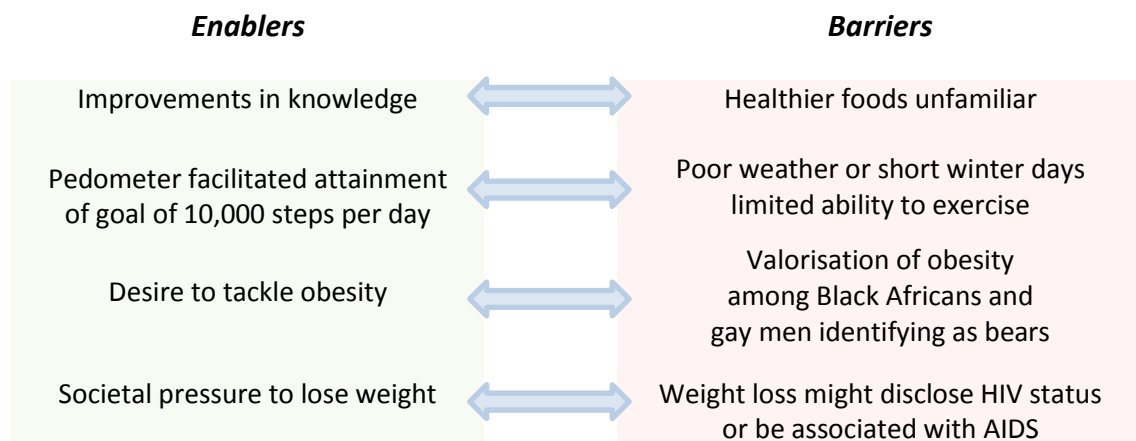 Enablers
Barriers
Improvements in knowledge
Healthier foods unfamiliar
Pedometer facilitated attainment
of goal of 10,000 steps per day
Poor weather or short winter days
limited ability to exercise
Desire to tackle obesity
Valorisation of obesity
among Black Africans and
gay men identifying as bears
Societal pressure to lose weight
Weight loss might disclose HIV status
or be associated with AIDS